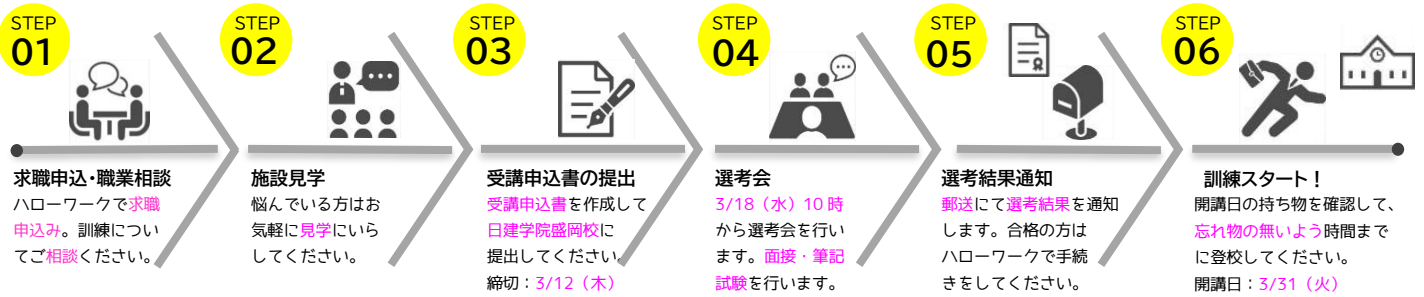 STEP
01
求職申込・職業相談
ハローワークで求職
申込み。訓練につい
てご相談ください。
STEP
02
施設見学
悩んでいる方はお
気軽に見学にいら
してください。
STEP
03
受講申込書の提出
受講申込書を作成して
日建学院盛岡校に
提出してください。
締切：3/12（木）
STEP
04
選考会
3/18（水）10 時
から選考会を行い
ます。面接・筆記
試験を行います。
STEP
05
選考結果通知
郵送にて選考結果を通知
します。合格の方は
ハローワークで手続
きをしてください。
STEP
06
訓練スタート！
開講日の持ち物を確認して、
忘れ物の無いよう時間まで
に登校してください。
開講日：3/31（火）